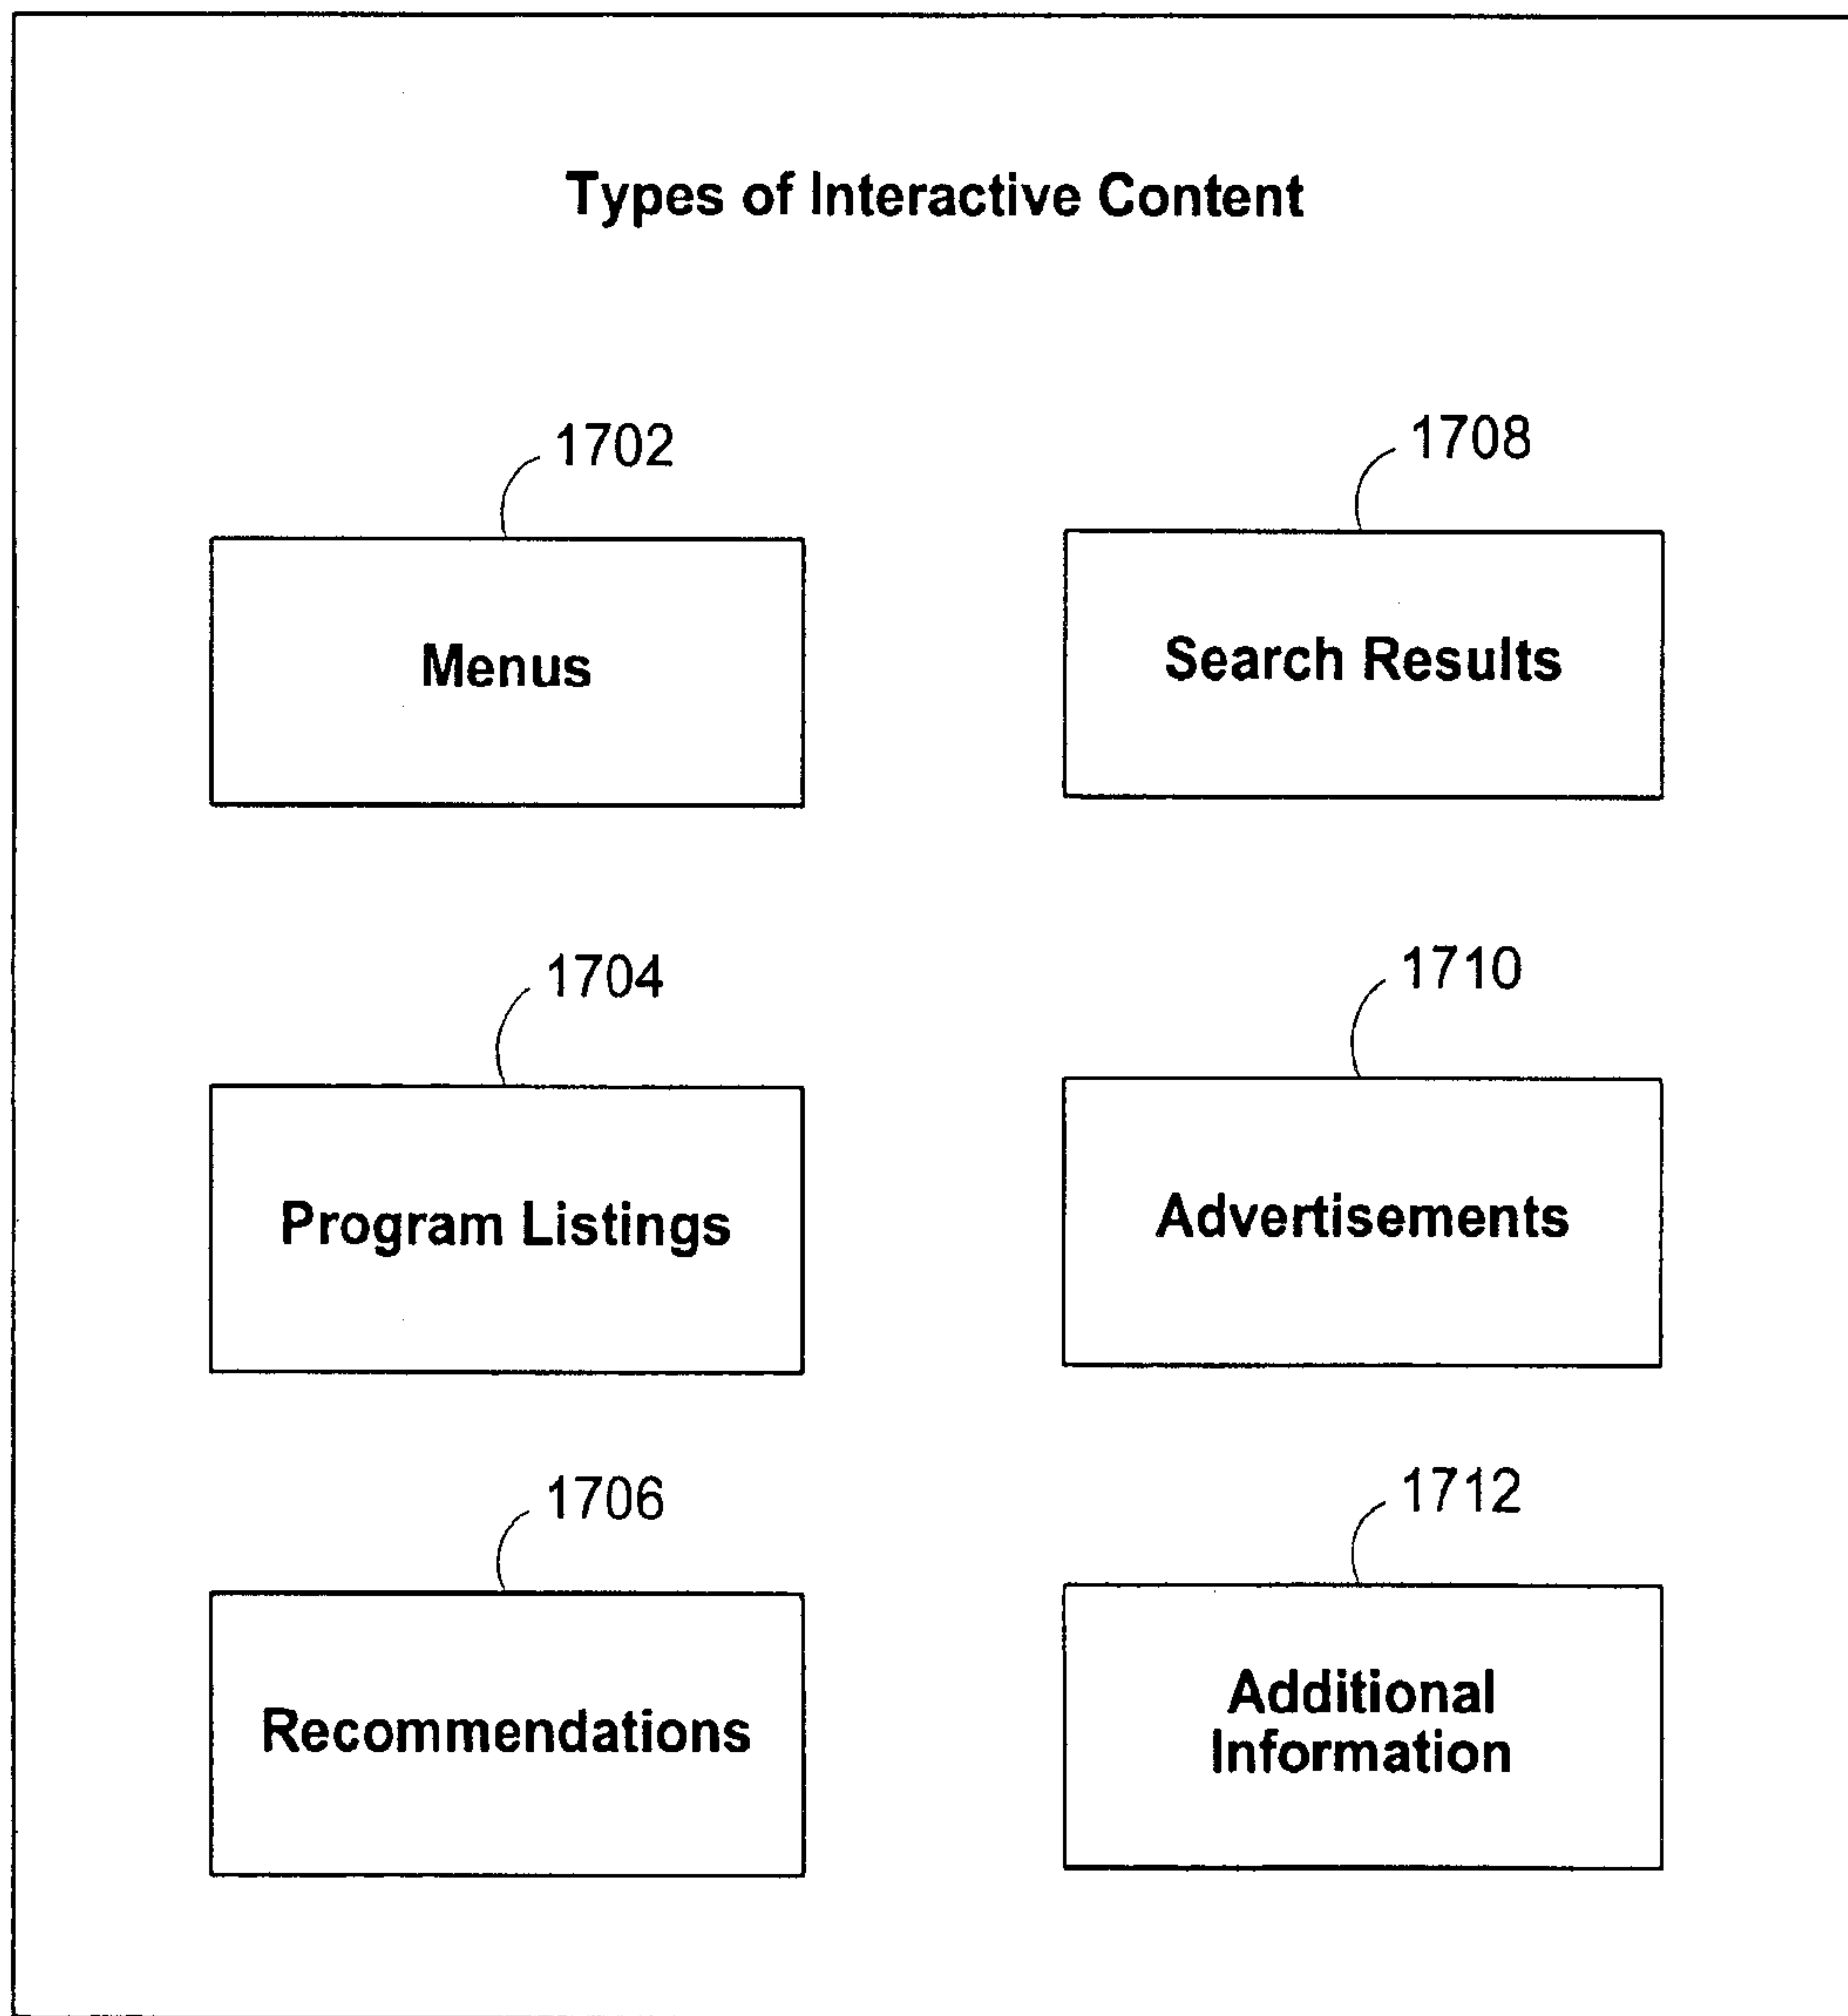 Types of Interactive Content
1702
Menus
1708
Search Results
1704
Program Listings
1710
Advertisements
1706
Recommendations
1712
Additional
Information